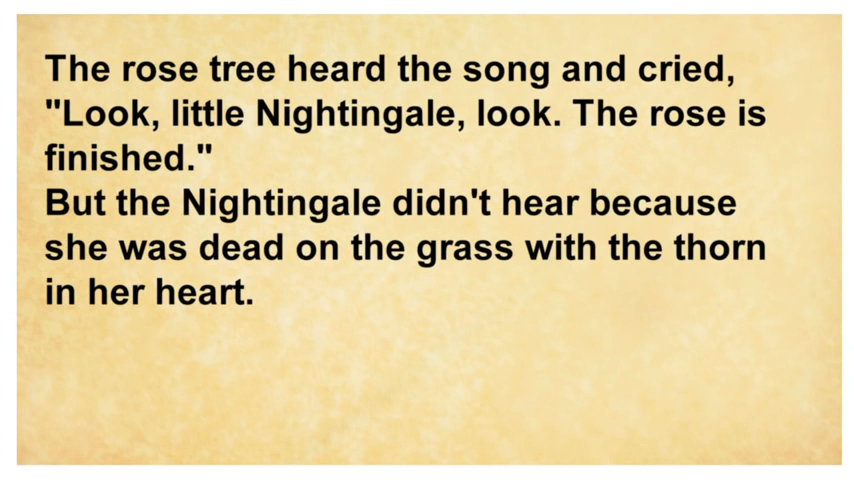 The rose tree heard the song and cried,
"Look, little Nightingale, look. The rose is
finished."
But the Nightingale didn't hear because
she was dead on the grass with the thorn
in her heart.